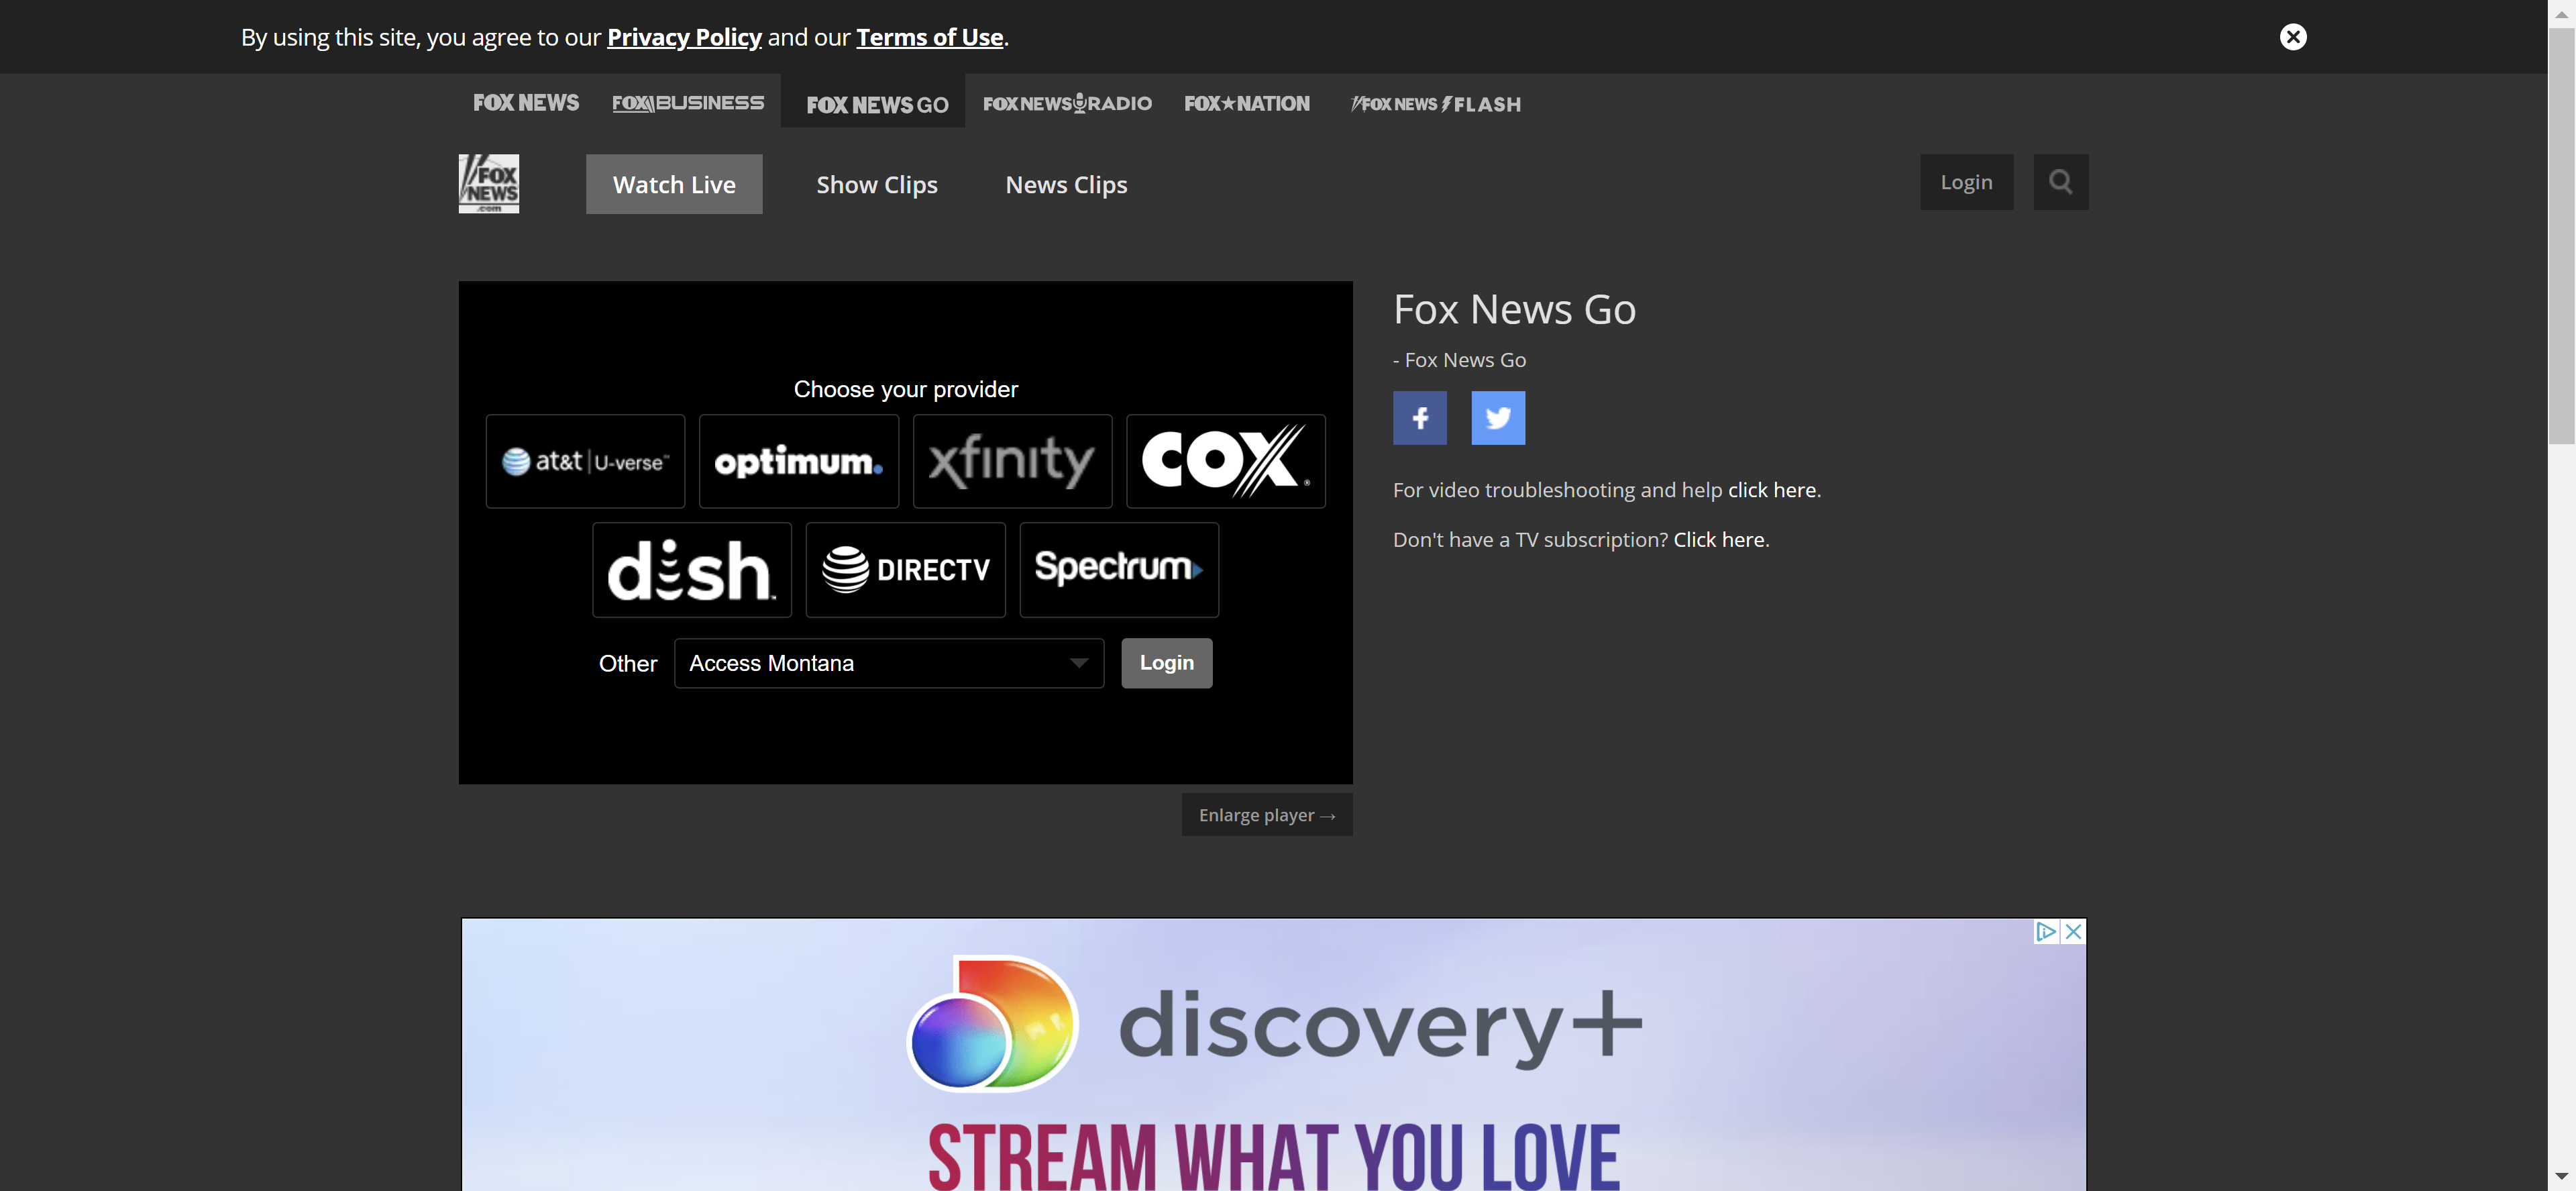 By using this site, you agree to our Privacy Policy and our Terms of Use.
FOX NEWS FOX BUSINESS FOX NEWS GO FOX NEWS RADIO FOX NATION FOX NEWS FLASH
FOX
NEWS
.com
Watch Live Show Clips News Clips Login
Choose your provider
at&t U-verse optimum. xfinity COX
dish DIRECTV Spectrum
Other Access Montana Login
Enlarge player →
Fox News Go
- Fox News Go
For video troubleshooting and help click here.
Don't have a TV subscription? Click here.
discovery+
STREAM WHAT YOU LOVE